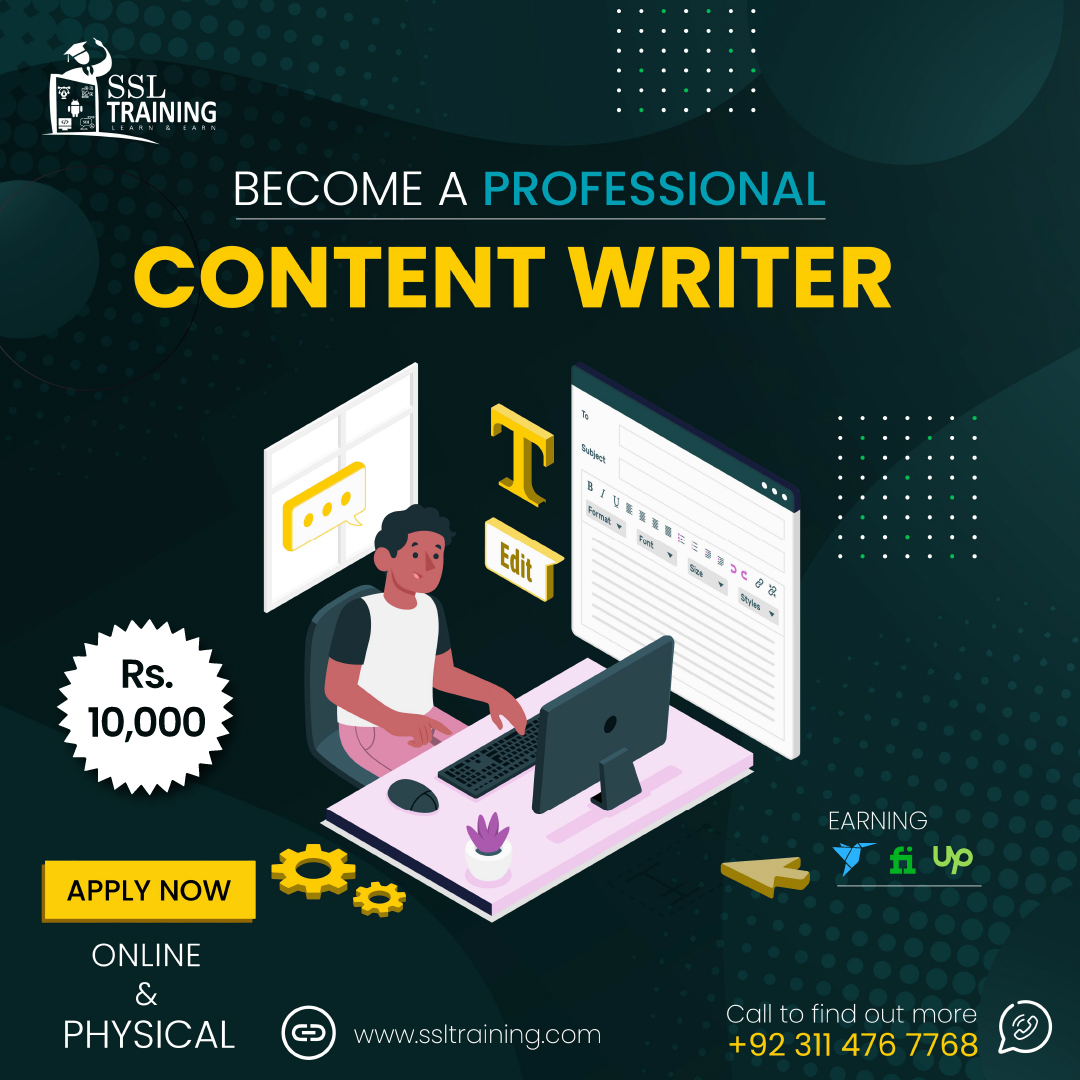 SSL
TRAINING
LEARN & EARN
BECOME A PROFESSIONAL
CONTENT WRITER
To
Subject
B I U
Format
Font
Size
Styles
T
Edit
Rs.
10,000
EARNING
fi
Up
APPLY NOW
ONLINE
&
PHYSICAL
www.ssltraining.com
Call to find out more
+92 311 476 7768